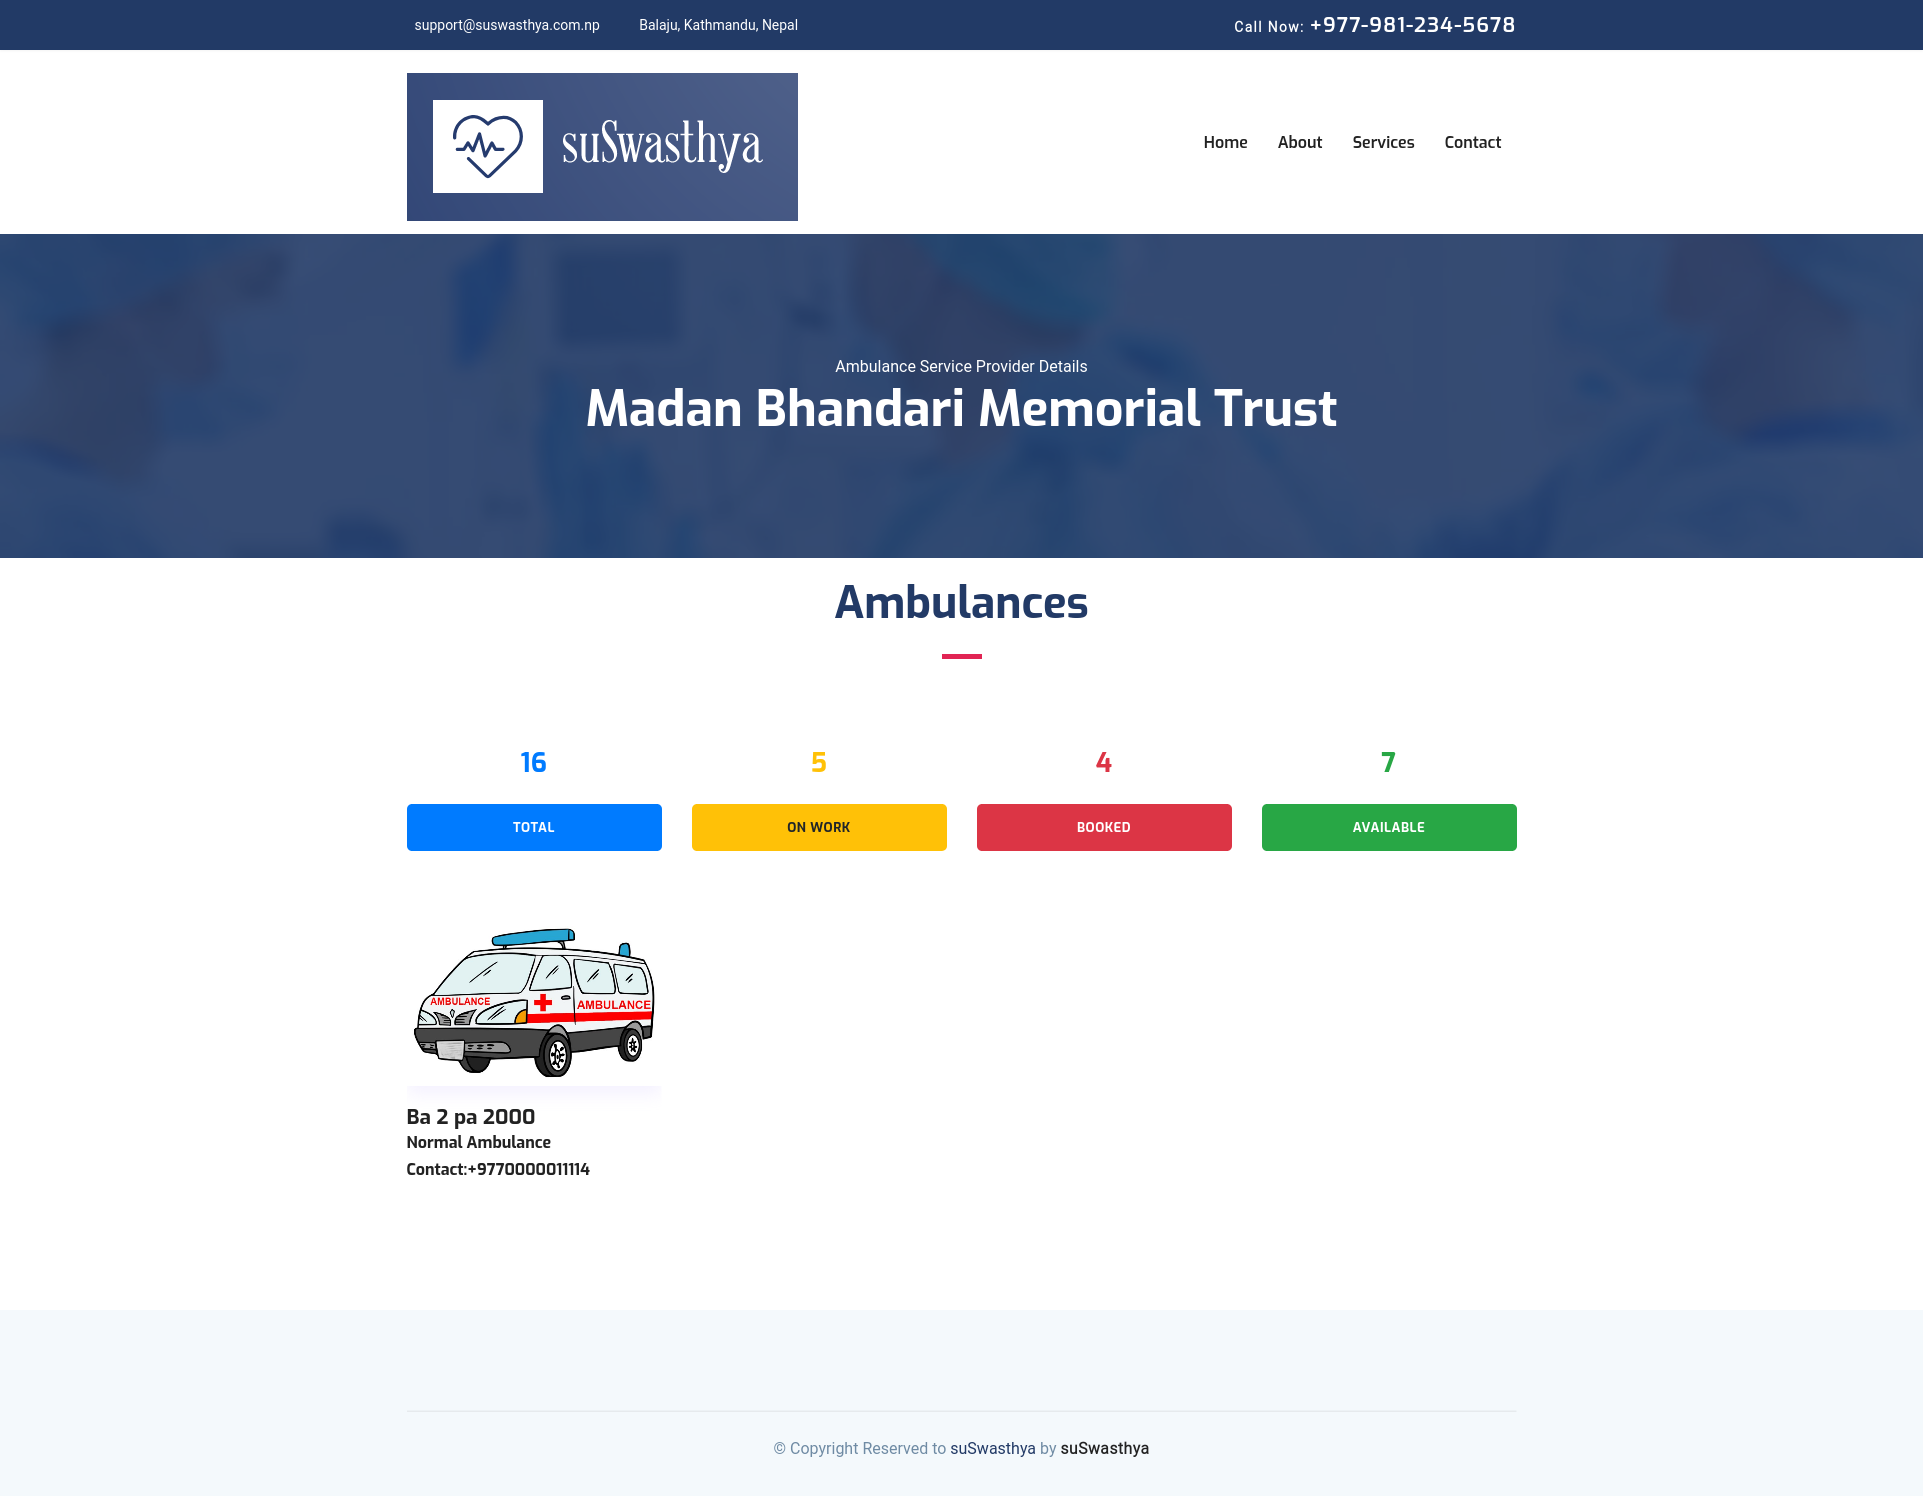 support@suswasthya.com.np
Balaju, Kathmandu, Nepal
Call Now: +977-981-234-5678
suSwasthya
Home
About
Services
Contact
Ambulance Service Provider Details
Madan Bhandari Memorial Trust
Ambulances
16
5
4
7
TOTAL
ON WORK
BOOKED
AVAILABLE
AMBULANCE
AMBULANCE
Ba 2 pa 2000
Normal Ambulance
Contact:+9770000011114
© Copyright Reserved to suSwasthya by suSwasthya